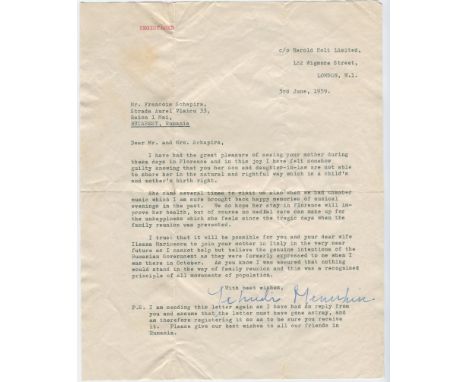 REGISTERED
c/o Harold Holt Limited,
122 Wigmore Street,
LONDON, W.1.
3rd June, 1959.
Mr. Francois Schapira,
Strada Aurel Vlaicu 33,
Raion 1 Mai,
BUCAREST, Rumania
Dear Mr. and Mrs. Schapira,
I have had the great pleasure of seeing your mother during
these days in Florence and in this joy I have felt somehow
guilty knowing that you her son and daughter-in-law are not able
to share her in the natural and rightful way which is a child's
and mother's birth right.
She came several times to visit us also when we had chamber
music which I am sure brought back happy memories of musical
evenings in the past. We do hope her stay in Florence will im-
prove her health, but of course no medical care can make up for
the unhappiness which she feels since the tragic days when the
family reunion was prevented.
I trust that it will be possible for you and your dear wife
Ileana to join your mother in Italy in the very near
future as I cannot help but believe the genuine intentions of the
Rumanian Government as they were formerly expressed to me when I
was there in October. As you know I was assured that nothing
would stand in the way of family reunion and this was a recognised
principle of all movements of population.
With best wishes,
Yehudi Menuhin
P.S. I am sending this letter again as I have had no reply from
you and assume that the letter must have gone astray, and
am therefore registering it so as to be sure you receive
it. Please give our best wishes to all our friends in
Rumania.